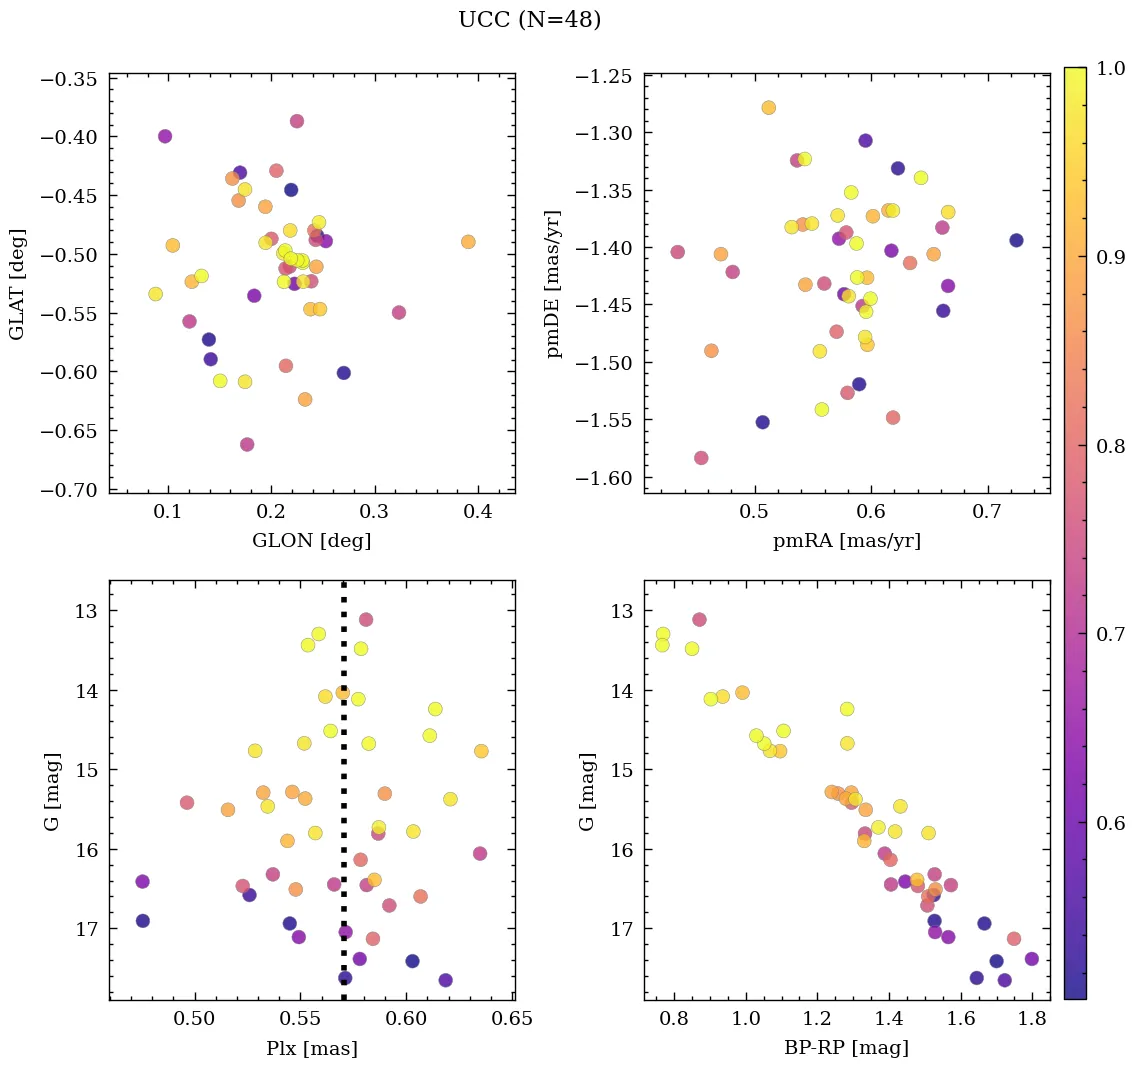 UCC (N=48)
−0.35
−0.40
−0.45
−0.50
−0.55
−0.60
−0.65
−0.70
GLAT [deg]
0.1 0.2 0.3 0.4
GLON [deg]
−1.25
−1.30
−1.35
−1.40
−1.45
−1.50
−1.55
−1.60
pmDE [mas/yr]
0.5 0.6 0.7
pmRA [mas/yr]
1.0
0.9
0.8
0.7
0.6
13
14
15
16
17
G [mag]
0.50 0.55 0.60 0.65
Plx [mas]
13
14
15
16
17
G [mag]
0.8 1.0 1.2 1.4 1.6 1.8
BP-RP [mag]